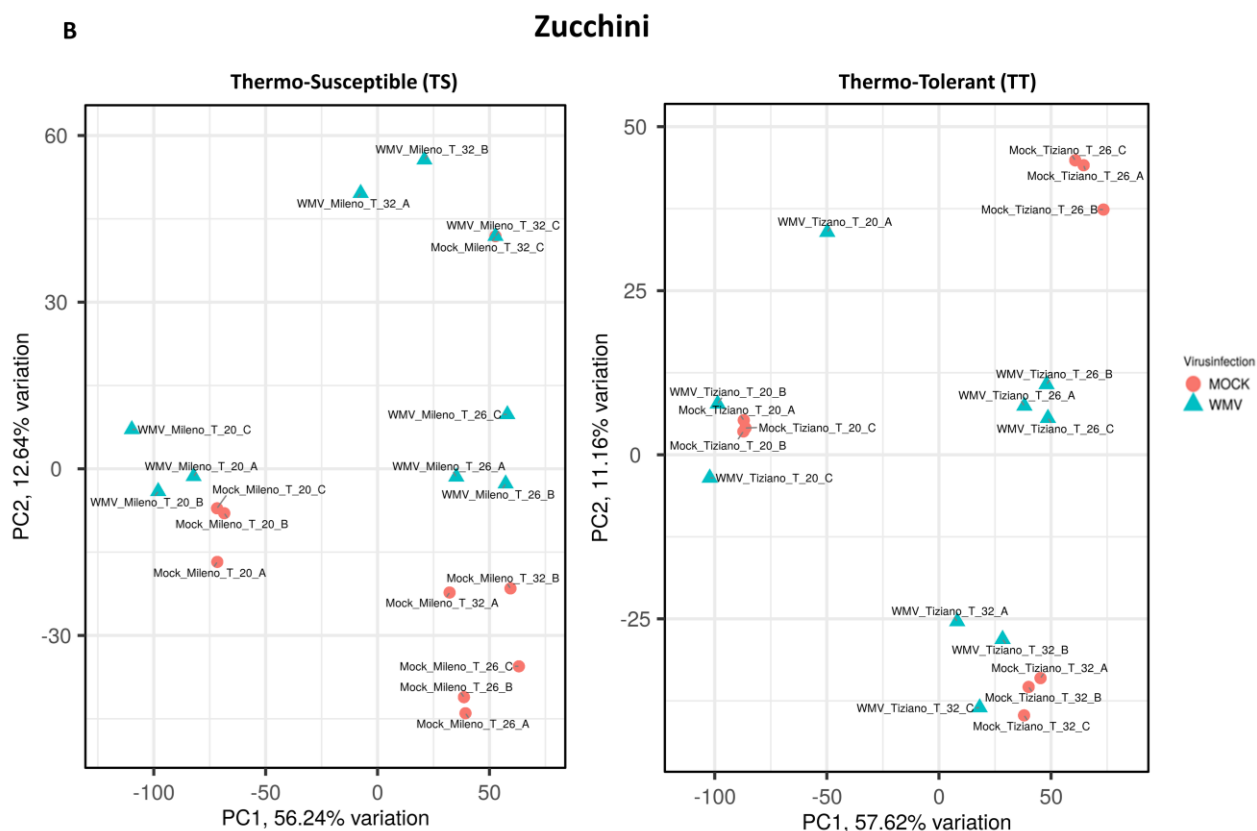 B
Zucchini
Thermo-Susceptible (TS)
60
30
0
-30
PC2, 12.64% variation
WMV_Mileno_T_32_B
WMV_Mileno_T_32_A
WMV_Mileno_T_32_C
Mock_Mileno_T_32_C
WMV_Mileno_T_26_C
WMV_Mileno_T_20_C
WMV_Mileno_T_20_A
WMV_Mileno_T_26_A
Mock_Mileno_T_20_C
WMV_Mileno_T_26_B
WMV_Mileno_T_20_B
Mock_Mileno_T_20_B
Mock_Mileno_T_20_A
Mock_Mileno_T_32_B
Mock_Mileno_T_32_A
Mock_Mileno_T_26_C
Mock_Mileno_T_26_B
Mock_Mileno_T_26_A
-100
-50
0
50
PC1, 56.24% variation
Thermo-Tolerant (TT)
50
25
0
-25
PC2, 11.16% variation
Mock_Tiziano_T_26_C
Mock_Tiziano_T_26_A
Mock_Tiziano_T_26_B
WMV_Tizano_T_20_A
WMV_Tiziano_T_26_B
WMV_Tiziano_T_20_B
WMV_Tiziano_T_26_A
Mock_Tiziano_T_20_A
Mock_Tiziano_T_20_C
WMV_Tiziano_T_26_C
Mock_Tiziano_T_20_B
WMV_Tiziano_T_20_C
WMV_Tiziano_T_32_A
WMV_Tiziano_T_32_B
Mock_Tiziano_T_32_A
Mock_Tiziano_T_32_B
WMV_Tiziano_T_32_C
Mock_Tiziano_T_32_C
-100
-50
0
50
PC1, 57.62% variation
Virusinfection
MOCK
WMV